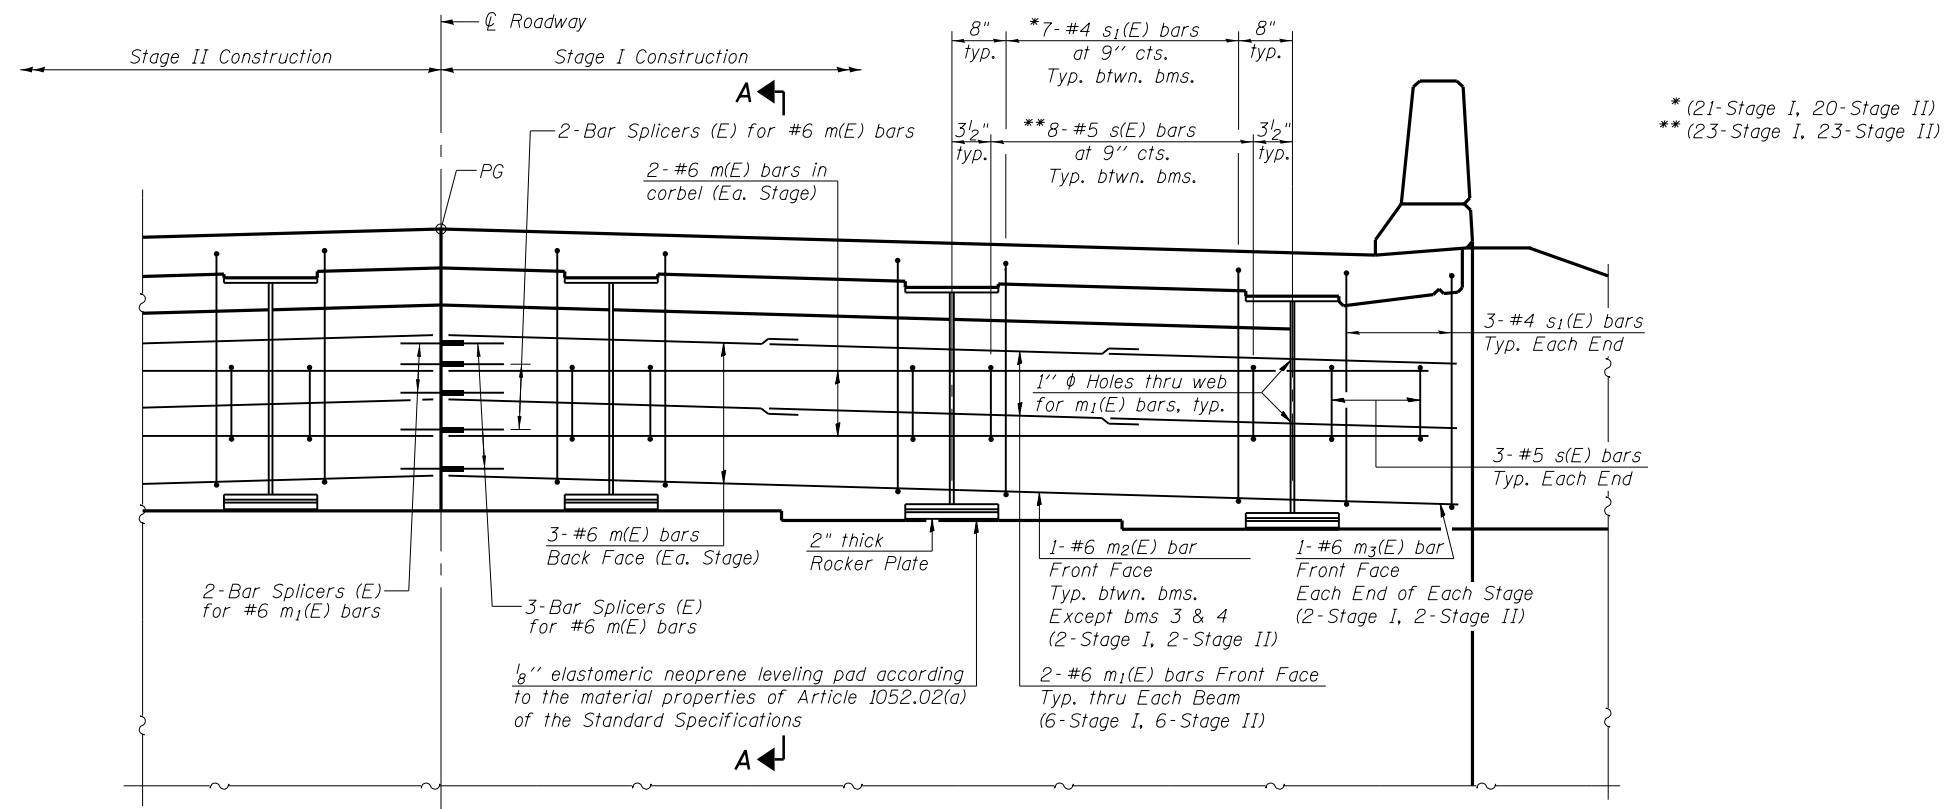 ℄ Roadway
Stage II Construction
Stage I Construction
8"
typ.
*7-#4 s1(E) bars
at 9" cts.
Typ. btwn. bms.
8"
typ.
* (21-Stage I, 20-Stage II)
** (23-Stage I, 23-Stage II)
A
2-Bar Splicers (E) for #6 m(E) bars
3 1/2"
typ.
**8-#5 s(E) bars
at 9" cts.
Typ. btwn. bms.
3 1/2"
typ.
PG
2-#6 m(E) bars in
corbel (Ea. Stage)
3-#4 s1(E) bars
Typ. Each End
1" ϕ Holes thru web
for m1(E) bars, typ.
3-#5 s(E) bars
Typ. Each End
3-#6 m(E) bars
Back Face (Ea. Stage)
2" thick
Rocker Plate
1-#6 m2(E) bar
Front Face
Typ. btwn. bms.
Except bms 3 & 4
(2-Stage I, 2-Stage II)
1-#6 m3(E) bar
Front Face
Each End of Each Stage
(2-Stage I, 2-Stage II)
2-Bar Splicers (E)
for #6 m1(E) bars
3-Bar Splicers (E)
for #6 m(E) bars
1/8" elastomeric neoprene leveling pad according
to the material properties of Article 1052.02(a)
of the Standard Specifications
2-#6 m1(E) bars Front Face
Typ. thru Each Beam
(6-Stage I, 6-Stage II)
A